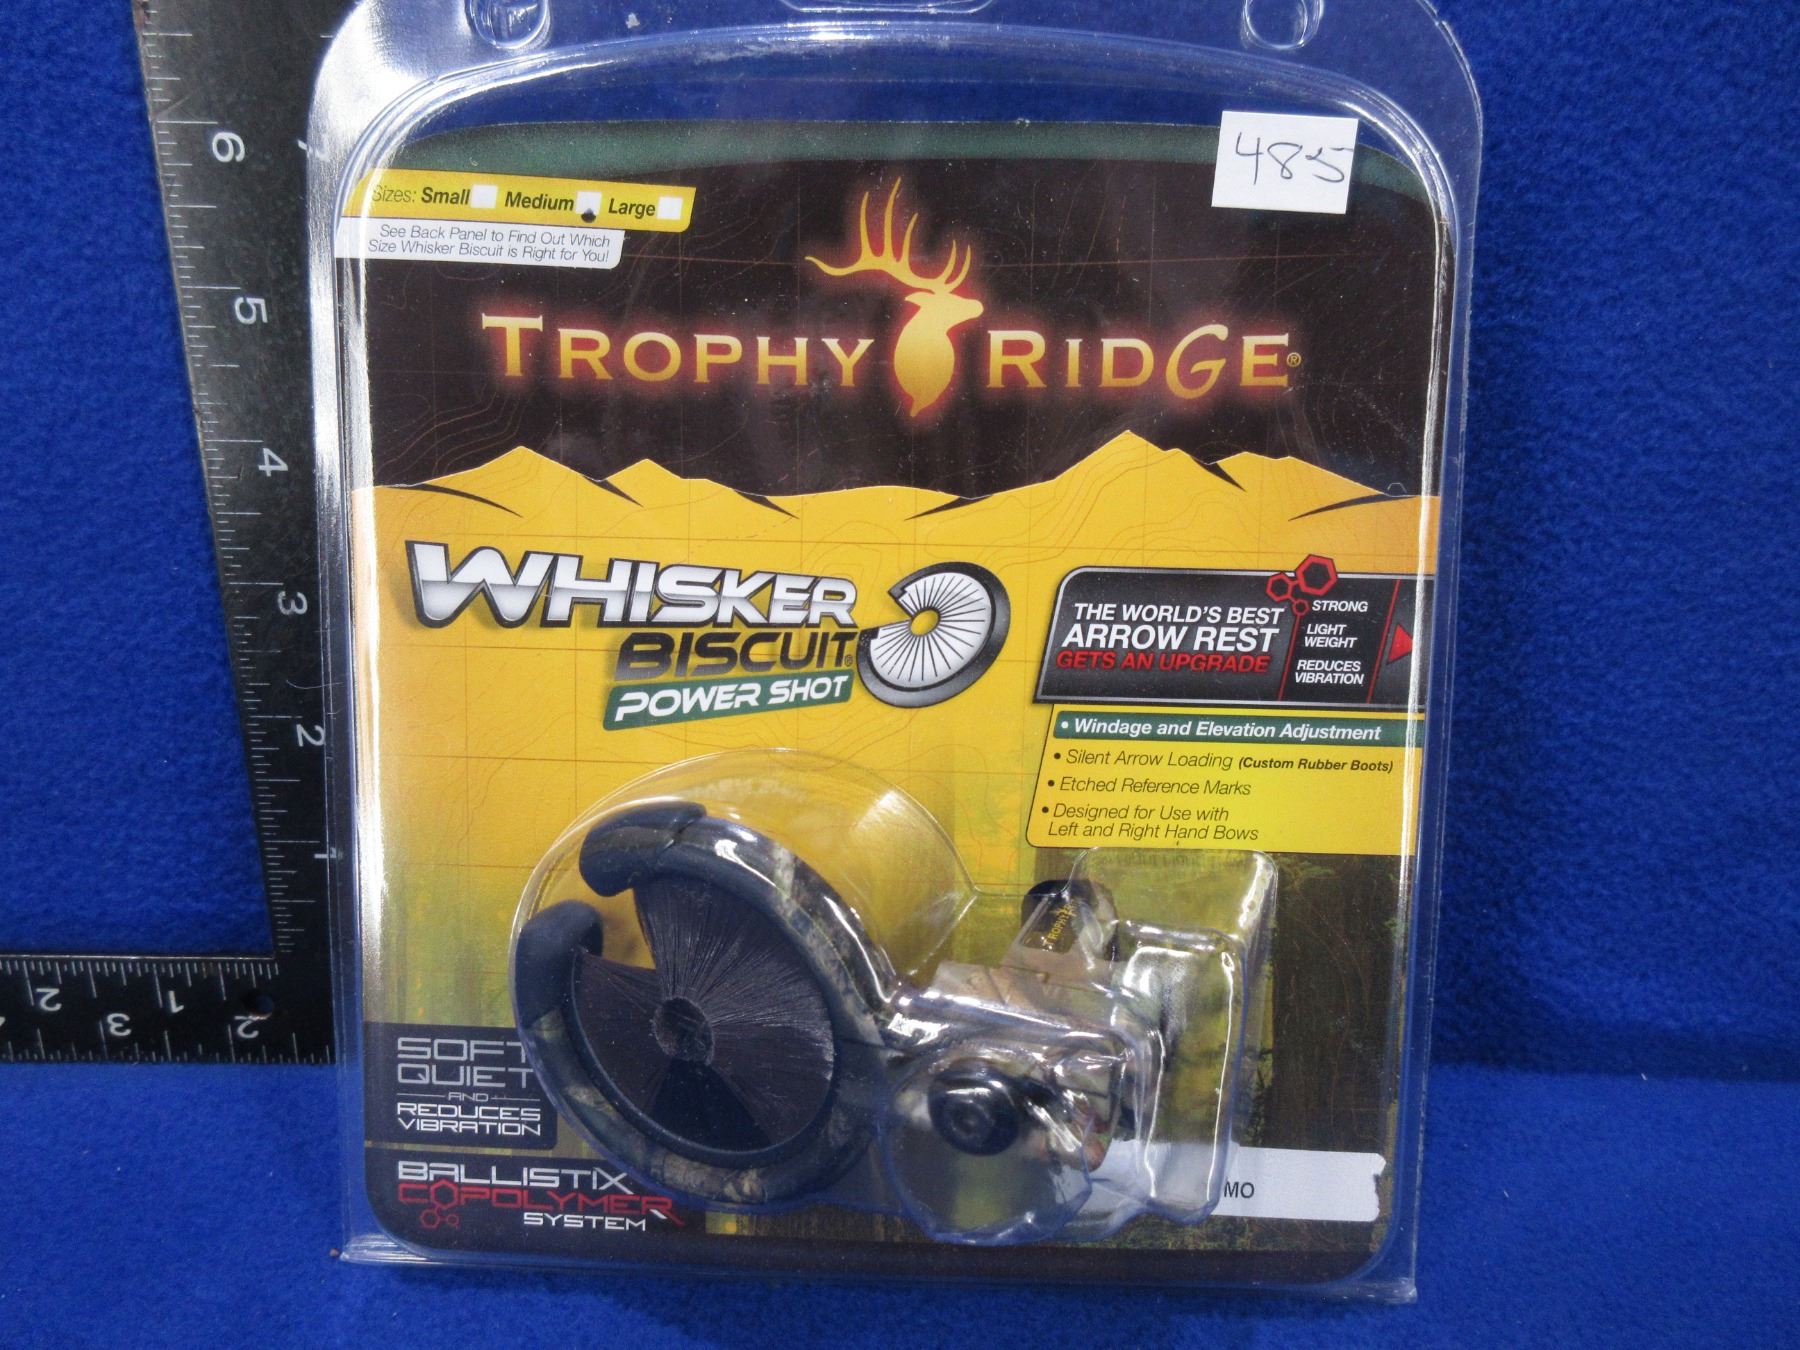 485
Sizes: Small Medium Large
See Back Panel to Find Out Which
Size Whisker Biscuit is Right for You!
TROPHY RIDGE®
WHISKER
BISCUIT®
POWER SHOT
THE WORLD'S BEST
ARROW REST
GETS AN UPGRADE
STRONG
LIGHT
WEIGHT
REDUCES
VIBRATION
• Windage and Elevation Adjustment
• Silent Arrow Loading (Custom Rubber Boots)
• Etched Reference Marks
• Designed for Use with
Left and Right Hand Bows
SOFT
QUIET
AND
REDUCES
VIBRATION
BALLISTIX
COPOLYMER
SYSTEM
MO
6
5
4
3
2
1
2
1
3
2